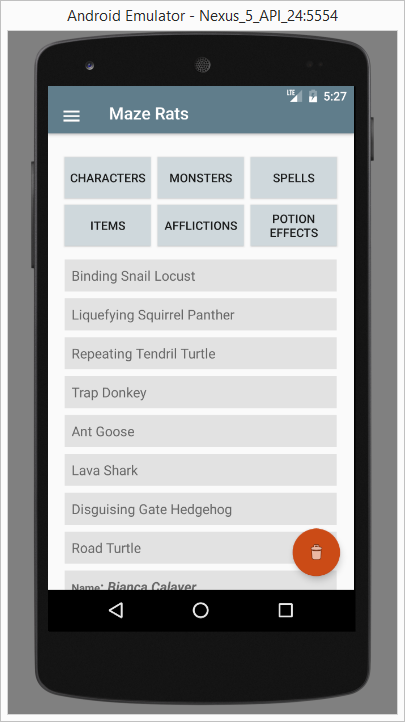 Android Emulator - Nexus_5_API_24:5554
LTE 5:27
Maze Rats
CHARACTERS MONSTERS SPELLS
ITEMS AFFLICTIONS POTION EFFECTS
Binding Snail Locust
Liquefying Squirrel Panther
Repeating Tendril Turtle
Trap Donkey
Ant Goose
Lava Shark
Disguising Gate Hedgehog
Road Turtle
Name: Bianca Calaver